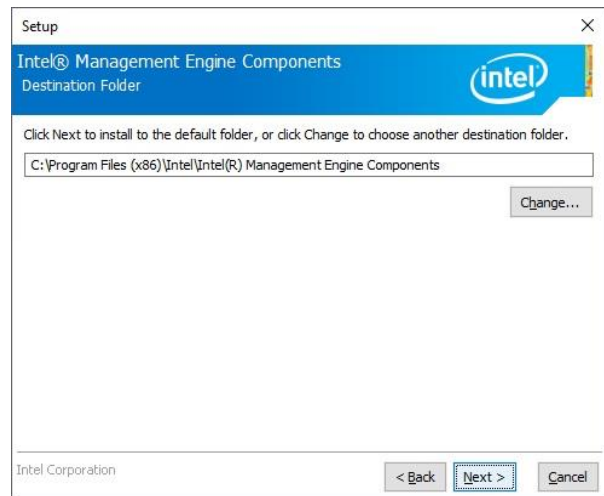 Setup
Intel® Management Engine Components
Destination Folder
intel
Click Next to install to the default folder, or click Change to choose another destination folder.
C:\Program Files (x86)\Intel\Intel(R) Management Engine Components
Change...
Intel Corporation
< Back
Next >
Cancel